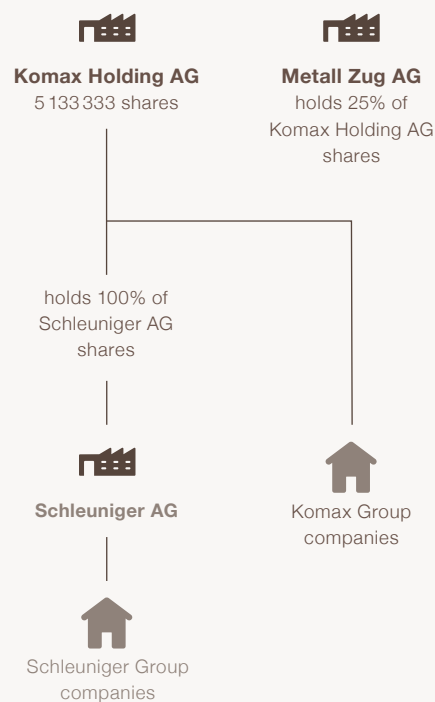 Komax Holding AG
5 133 333 shares
Metall Zug AG
holds 25% of
Komax Holding AG
shares
holds 100% of
Schleuniger AG
shares
Schleuniger AG
Komax Group
companies
Schleuniger Group
companies